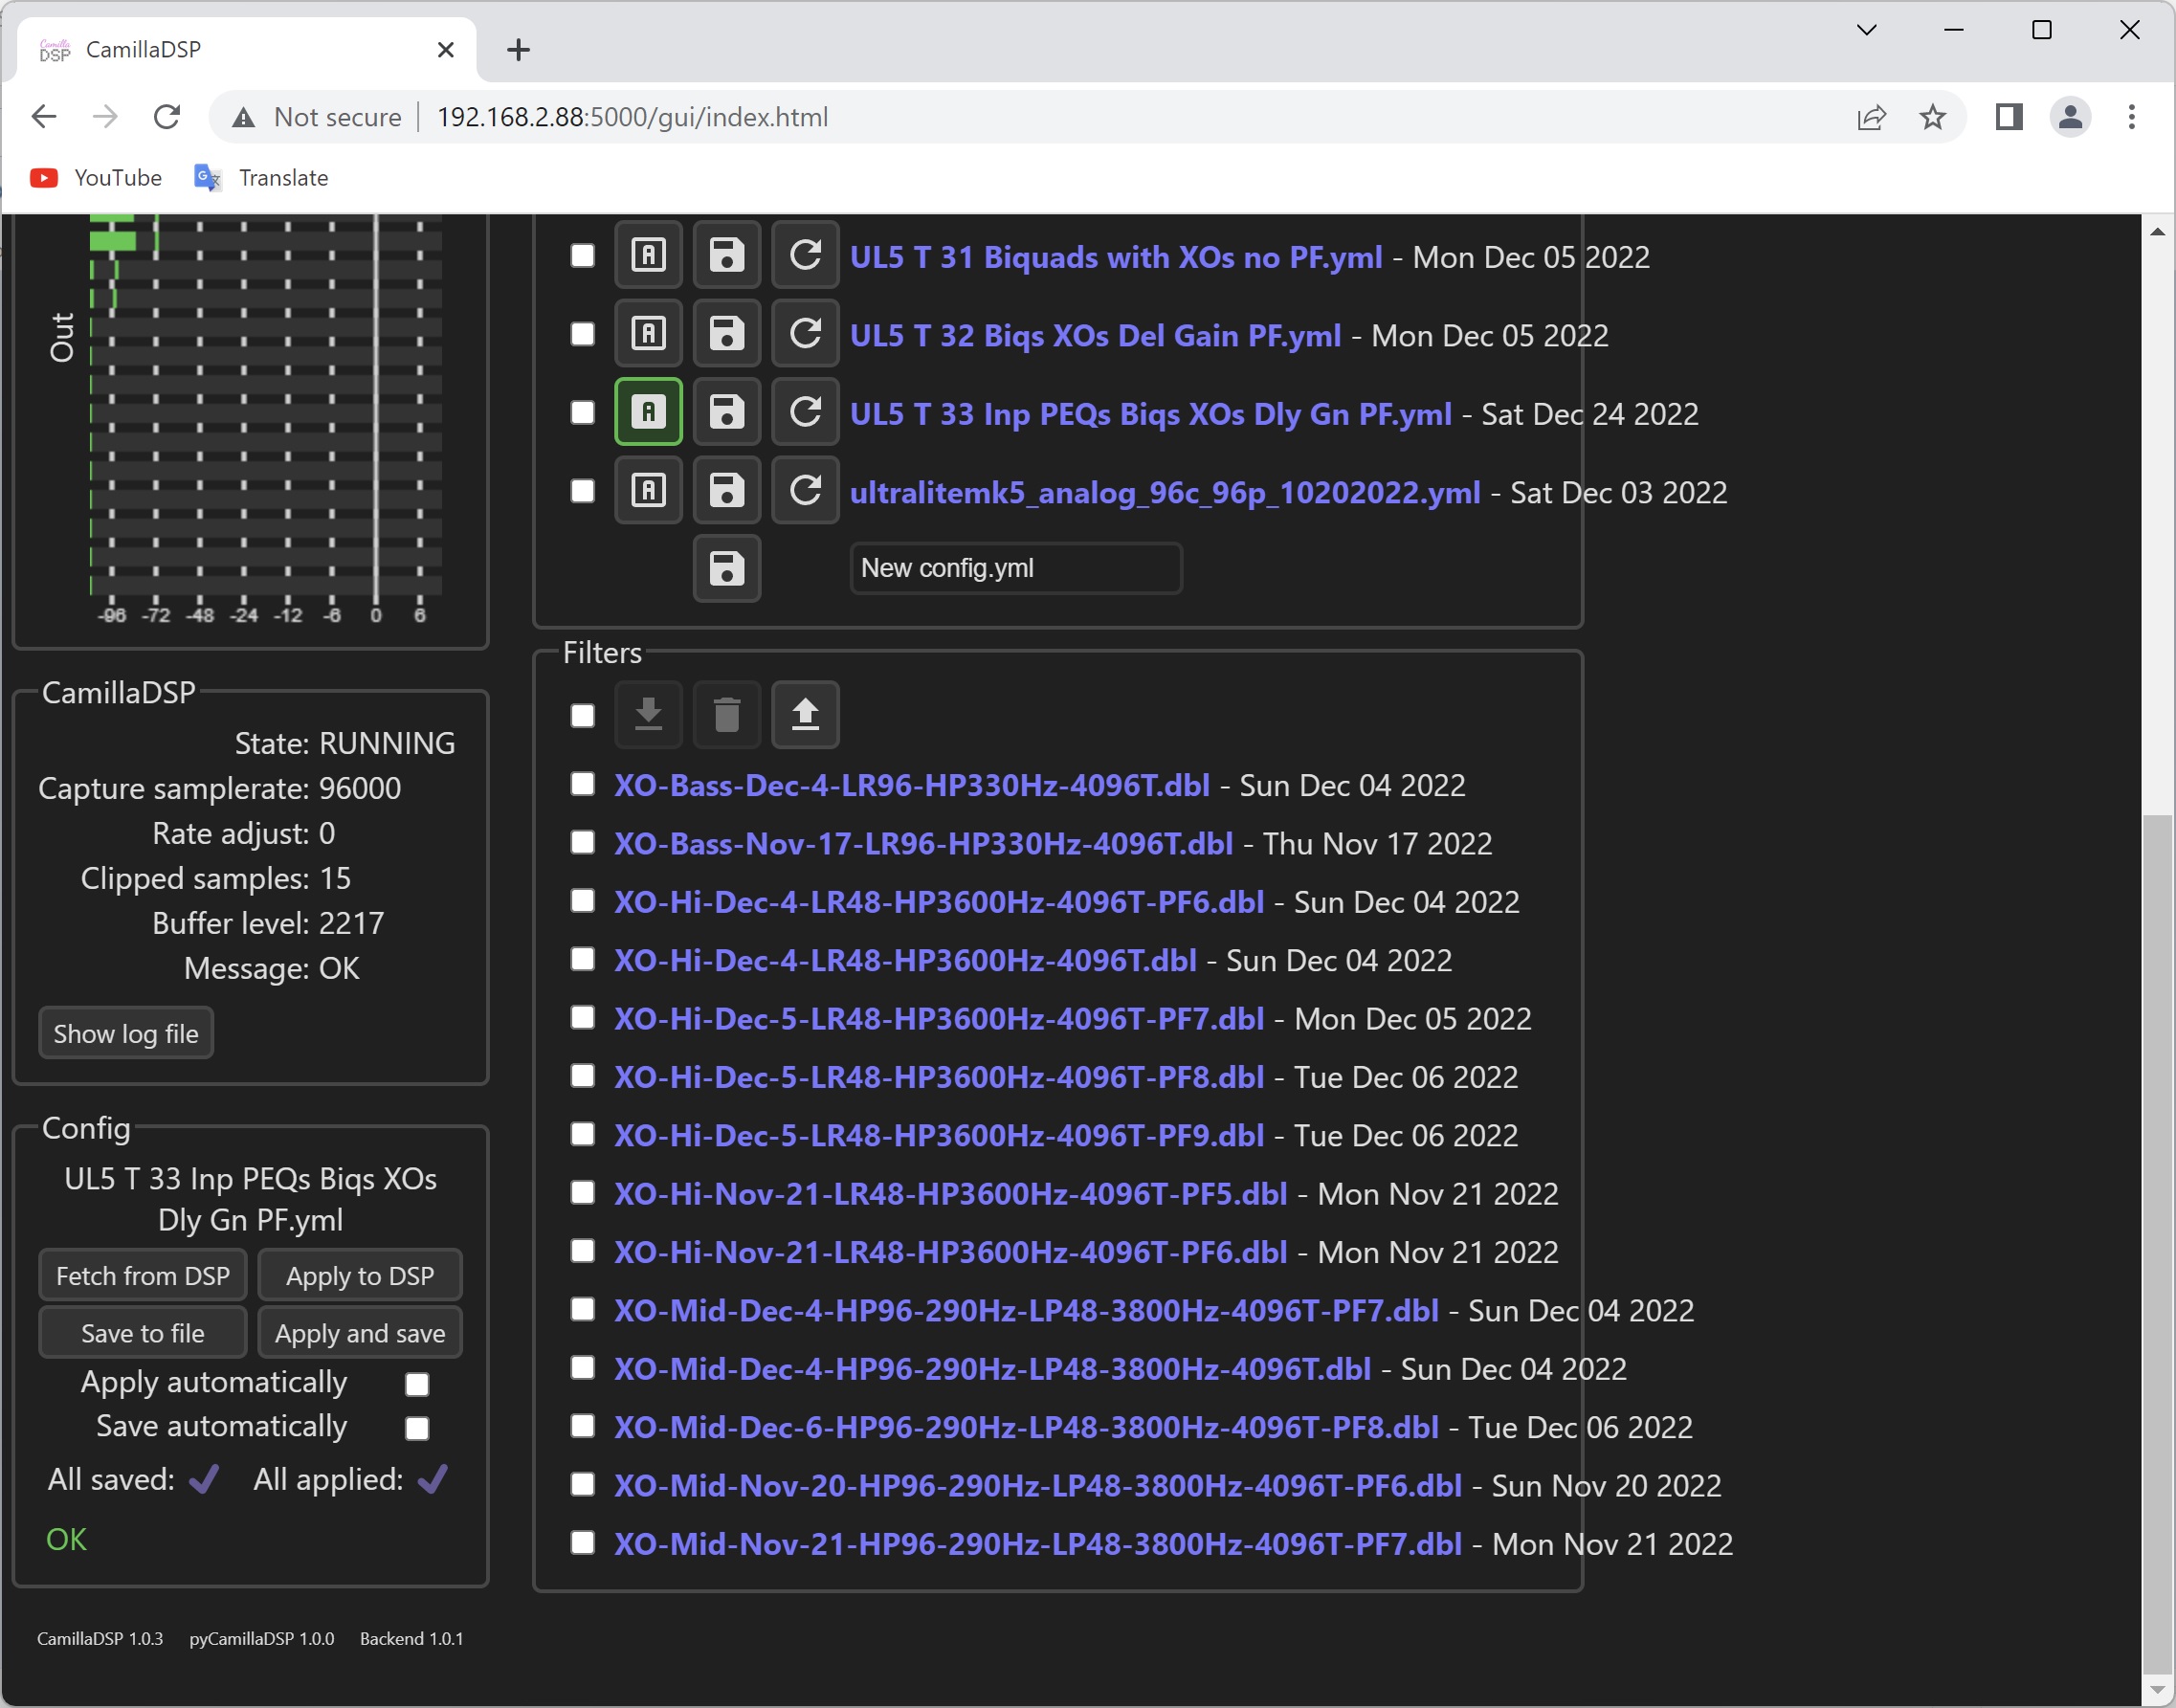 Camilla
DSP
CamillaDSP
Not secure 192.168.2.88:5000/gui/index.html
YouTube
Translate
Out
-96 -72 -48 -24 -12 -6 0 6
CamillaDSP
State: RUNNING
Capture samplerate: 96000
Rate adjust: 0
Clipped samples: 15
Buffer level: 2217
Message: OK
Show log file
Config
UL5 T 33 Inp PEQs Biqs XOs
Dly Gn PF.yml
Fetch from DSP Apply to DSP
Save to file Apply and save
Apply automatically
Save automatically
All saved: All applied:
OK
CamillaDSP 1.0.3 pyCamillaDSP 1.0.0 Backend 1.0.1
A UL5 T 31 Biquads with XOs no PF.yml - Mon Dec 05 2022
A UL5 T 32 Biqs XOs Del Gain PF.yml - Mon Dec 05 2022
A UL5 T 33 Inp PEQs Biqs XOs Dly Gn PF.yml - Sat Dec 24 2022
A ultralitemk5_analog_96c_96p_10202022.yml - Sat Dec 03 2022
New config.yml
Filters
XO-Bass-Dec-4-LR96-HP330Hz-4096T.dbl - Sun Dec 04 2022
XO-Bass-Nov-17-LR96-HP330Hz-4096T.dbl - Thu Nov 17 2022
XO-Hi-Dec-4-LR48-HP3600Hz-4096T-PF6.dbl - Sun Dec 04 2022
XO-Hi-Dec-4-LR48-HP3600Hz-4096T.dbl - Sun Dec 04 2022
XO-Hi-Dec-5-LR48-HP3600Hz-4096T-PF7.dbl - Mon Dec 05 2022
XO-Hi-Dec-5-LR48-HP3600Hz-4096T-PF8.dbl - Tue Dec 06 2022
XO-Hi-Dec-5-LR48-HP3600Hz-4096T-PF9.dbl - Tue Dec 06 2022
XO-Hi-Nov-21-LR48-HP3600Hz-4096T-PF5.dbl - Mon Nov 21 2022
XO-Hi-Nov-21-LR48-HP3600Hz-4096T-PF6.dbl - Mon Nov 21 2022
XO-Mid-Dec-4-HP96-290Hz-LP48-3800Hz-4096T-PF7.dbl - Sun Dec 04 2022
XO-Mid-Dec-4-HP96-290Hz-LP48-3800Hz-4096T.dbl - Sun Dec 04 2022
XO-Mid-Dec-6-HP96-290Hz-LP48-3800Hz-4096T-PF8.dbl - Tue Dec 06 2022
XO-Mid-Nov-20-HP96-290Hz-LP48-3800Hz-4096T-PF6.dbl - Sun Nov 20 2022
XO-Mid-Nov-21-HP96-290Hz-LP48-3800Hz-4096T-PF7.dbl - Mon Nov 21 2022